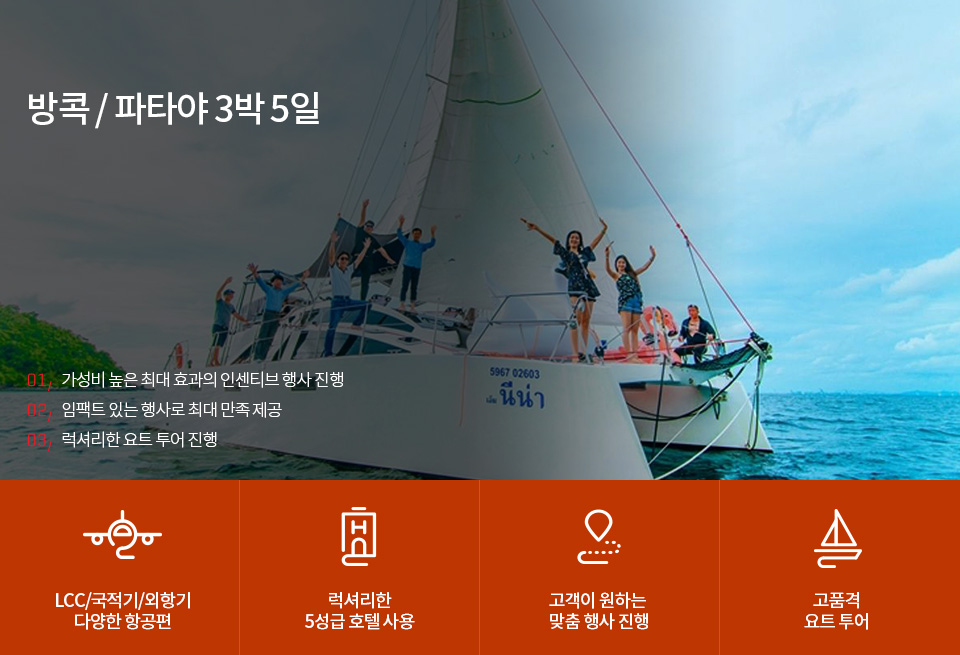 방콕 / 파타야 3박 5일
5967 02603
เรือ นีน่า
01, 가성비 높은 최대 효과의 인센티브 행사 진행
02, 임팩트 있는 행사로 최대 만족 제공
03, 럭셔리한 요트 투어 진행
LCC/국적기/외항기
다양한 항공편
럭셔리한
5성급 호텔 사용
고객이 원하는
맞춤 행사 진행
고품격
요트 투어